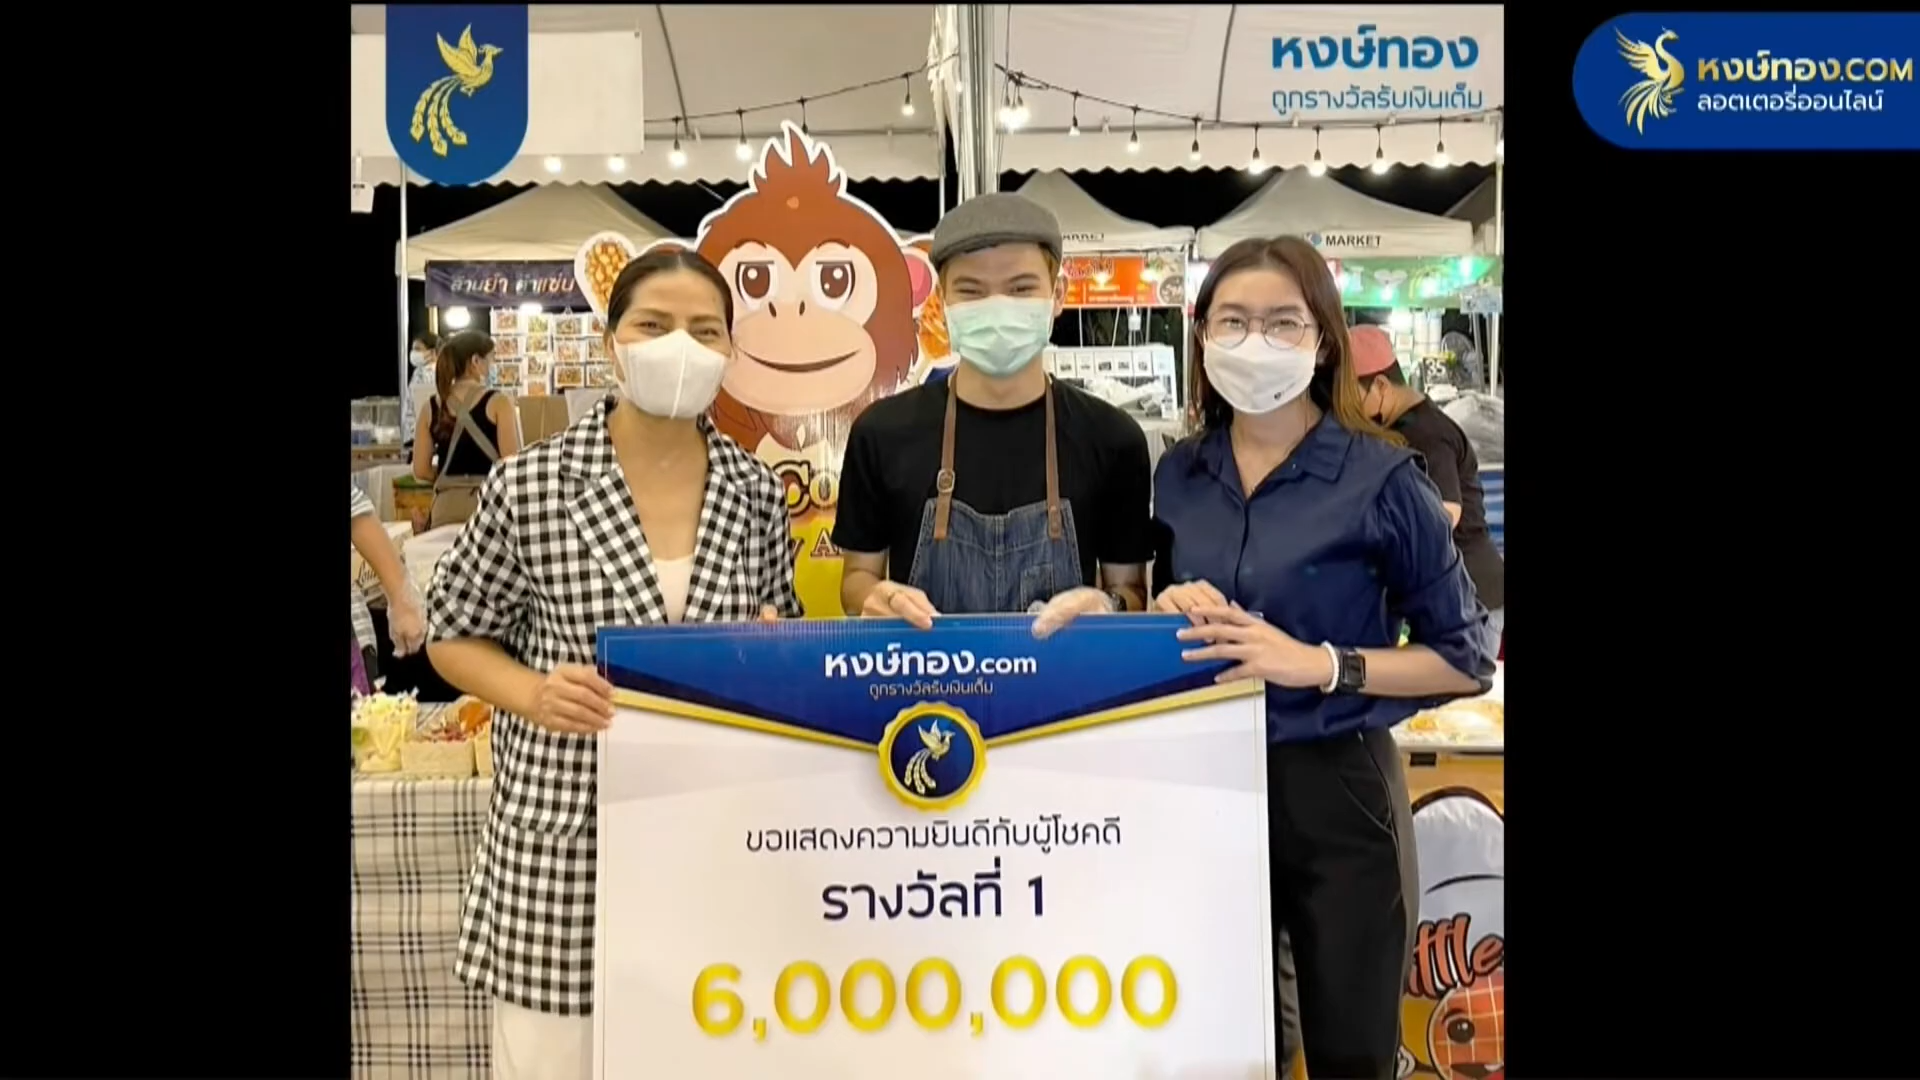 หงษ์ทอง
ถูกรางวัลรับเงินเต็ม
หงษ์ทอง.COM
ลอตเตอรี่ออนไลน์
MARKET
หงษ์ทอง.com
ถูกรางวัลรับเงินเต็ม
ขอแสดงความยินดีกับผู้โชคดี
รางวัลที่ 1
6,000,000